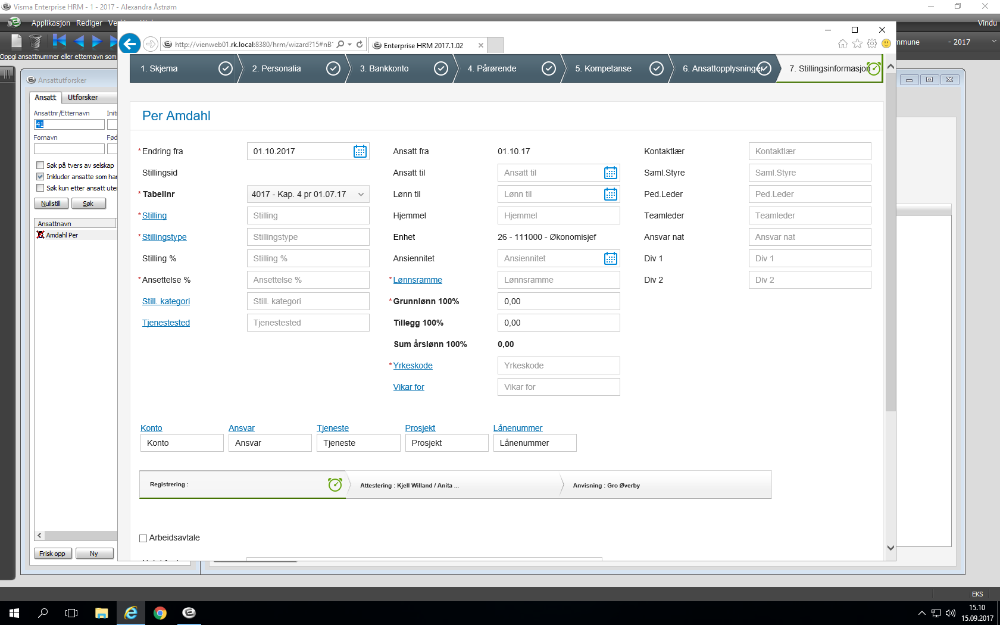 Visma Enterprise HRM - 1 - 2017 - Alexandra Åstrøm
Applikasjon Rediger
Vindu
mmune - 2017
Oppgi ansattnummer eller etternavn som
http://vienweb01.rk.local:8380/hrm/wizard?15#nB
Enterprise HRM 2017.1.02
1. Skjema
2. Personalia
3. Bankkonto
4. Pårørende
5. Kompetanse
6. Ansattopplysninger
7. Stillingsinformasjon
Ansattutforsker
Ansatt Utforsker
Ansattnr/Etternavn Initi
41
Fornavn Fød
Søk på tvers av selskap
Inkluder ansatte som har
Søk kun etter ansatt uten
Nullstill Søk
Ansattnavn
Amdahl Per
Frisk opp Ny
Per Amdahl
*Endring fra 01.10.2017
Stillingsid
*Tabellnr 4017 - Kap. 4 pr 01.07.17
*Stilling Stilling
*Stillingstype Stillingstype
Stilling % Stilling %
*Ansettelse % Ansettelse %
Still. kategori Still. kategori
Tjenestested Tjenestested
Ansatt fra 01.10.17
Ansatt til Ansatt til
Lønn til Lønn til
Hjemmel Hjemmel
Enhet 26 - 111000 - Økonomisjef
Ansiennitet Ansiennitet
*Lønnsramme Lønnsramme
*Grunnlønn 100% 0,00
Tillegg 100% 0,00
Sum årslønn 100% 0,00
*Yrkeskode Yrkeskode
Vikar for Vikar for
Kontaktlær Kontaktlær
Saml.Styre Saml.Styre
Ped.Leder Ped.Leder
Teamleder Teamleder
Ansvar nat Ansvar nat
Div 1 Div 1
Div 2 Div 2
Konto Ansvar Tjeneste Prosjekt Lånenummer
Konto Ansvar Tjeneste Prosjekt Lånenummer
Registrering :
Attestering : Kjell Willand / Anita ...
Anvisning : Gro Øverby
Arbeidsavtale
EKS
15.10
15.09.2017